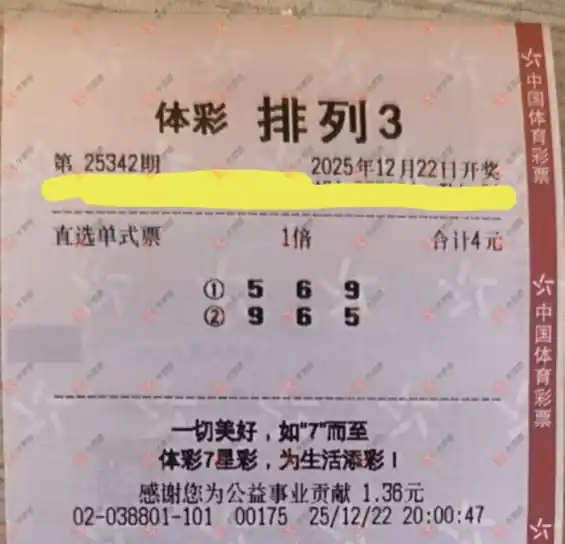 体彩 排列3
第 25342期 2025年12月22日开奖
直选单式票 1倍 合计4元
① 5 6 9
② 9 6 5
一切美好，如"7"而至
体彩7星彩，为生活添彩！
感谢您为公益事业贡献 1.36元
02-038801-101 00175 25/12/22 20:00:47
中国体育彩票
中国体育彩票